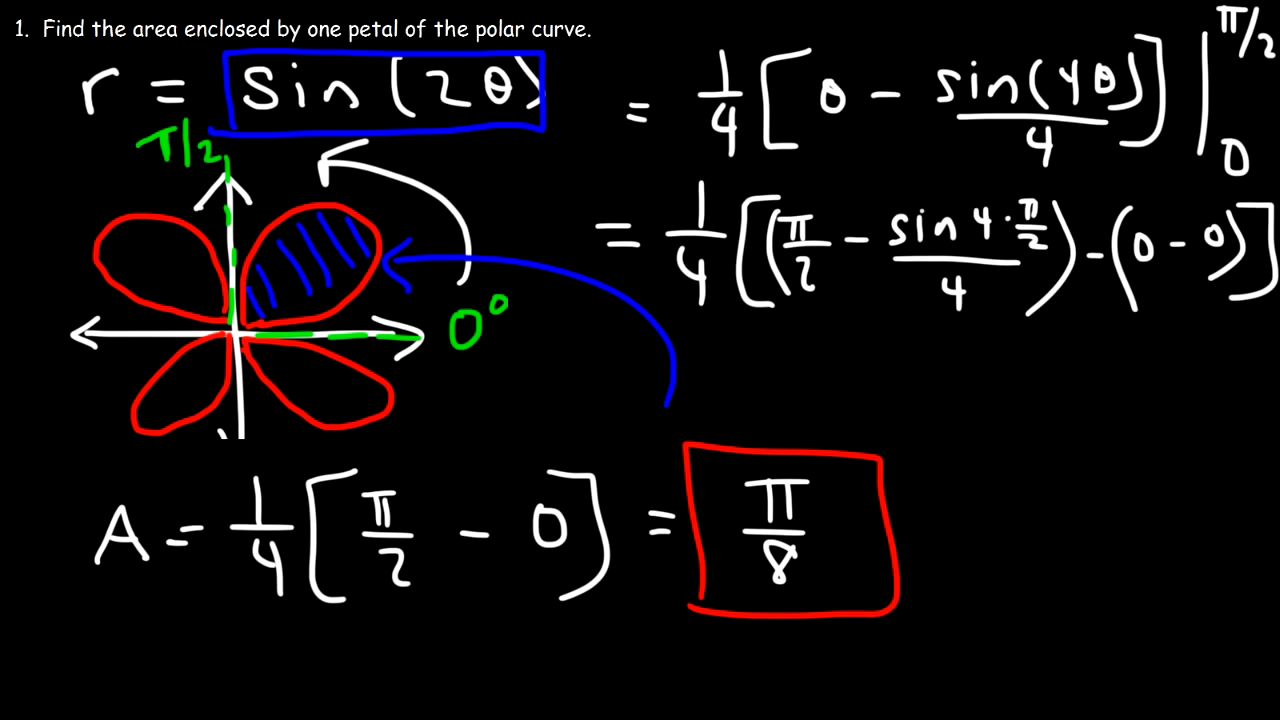 1. Find the area enclosed by one petal of the polar curve.
r = sin(2θ)
π/2
0°
= 1/4 [θ - sin(4θ)/4] |₀^π/2
= 1/4 [(π/2 - sin 4·π/2 / 4) - (0 - 0)]
A = 1/4 [π/2 - 0] = π/8